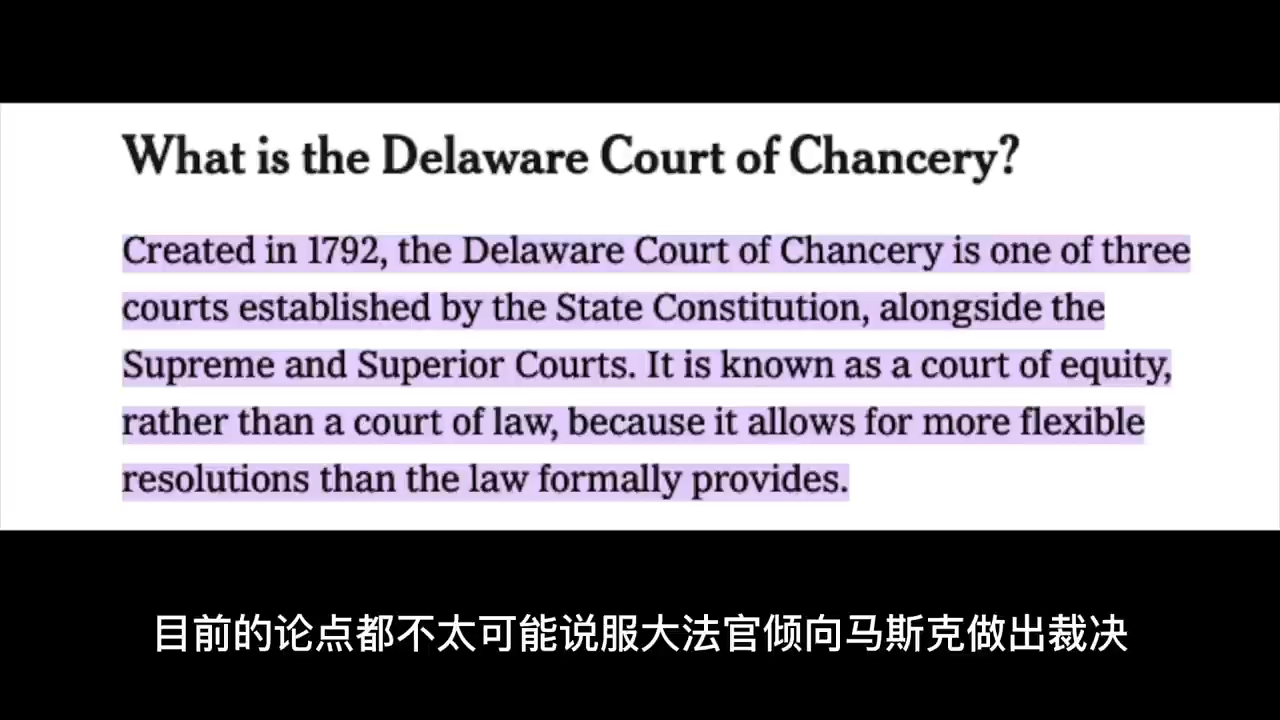 What is the Delaware Court of Chancery?
Created in 1792, the Delaware Court of Chancery is one of three
courts established by the State Constitution, alongside the
Supreme and Superior Courts. It is known as a court of equity,
rather than a court of law, because it allows for more flexible
resolutions than the law formally provides.
目前的论点都不太可能说服大法官倾向马斯克做出裁决